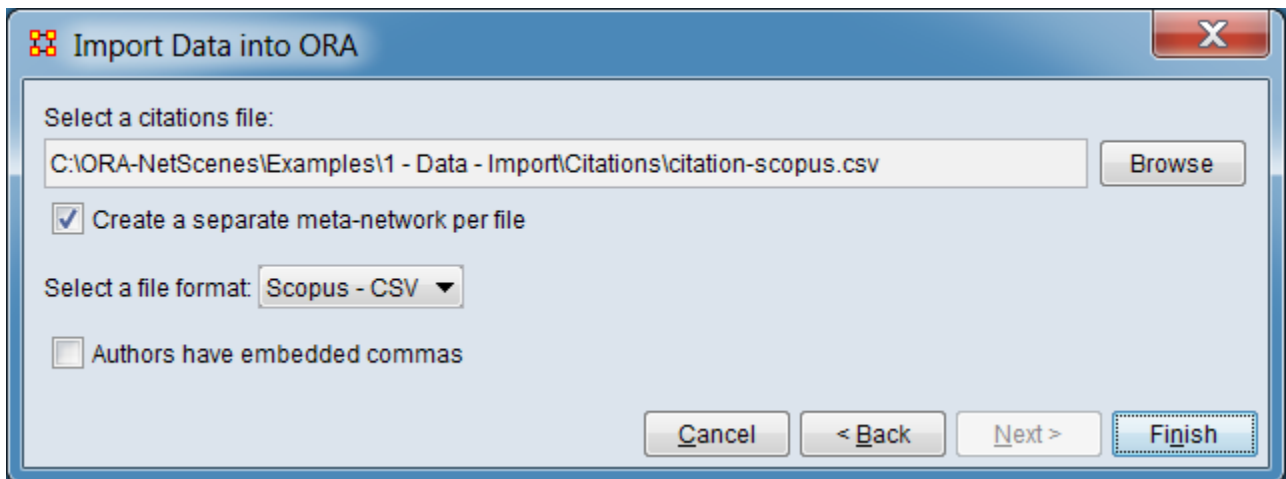 Import Data into ORA
Select a citations file:
C:\ORA-NetScenes\Examples\1 - Data - Import\Citations\citation-scopus.csv Browse
Create a separate meta-network per file
Select a file format: Scopus - CSV
Authors have embedded commas
Cancel < Back Next > Finish